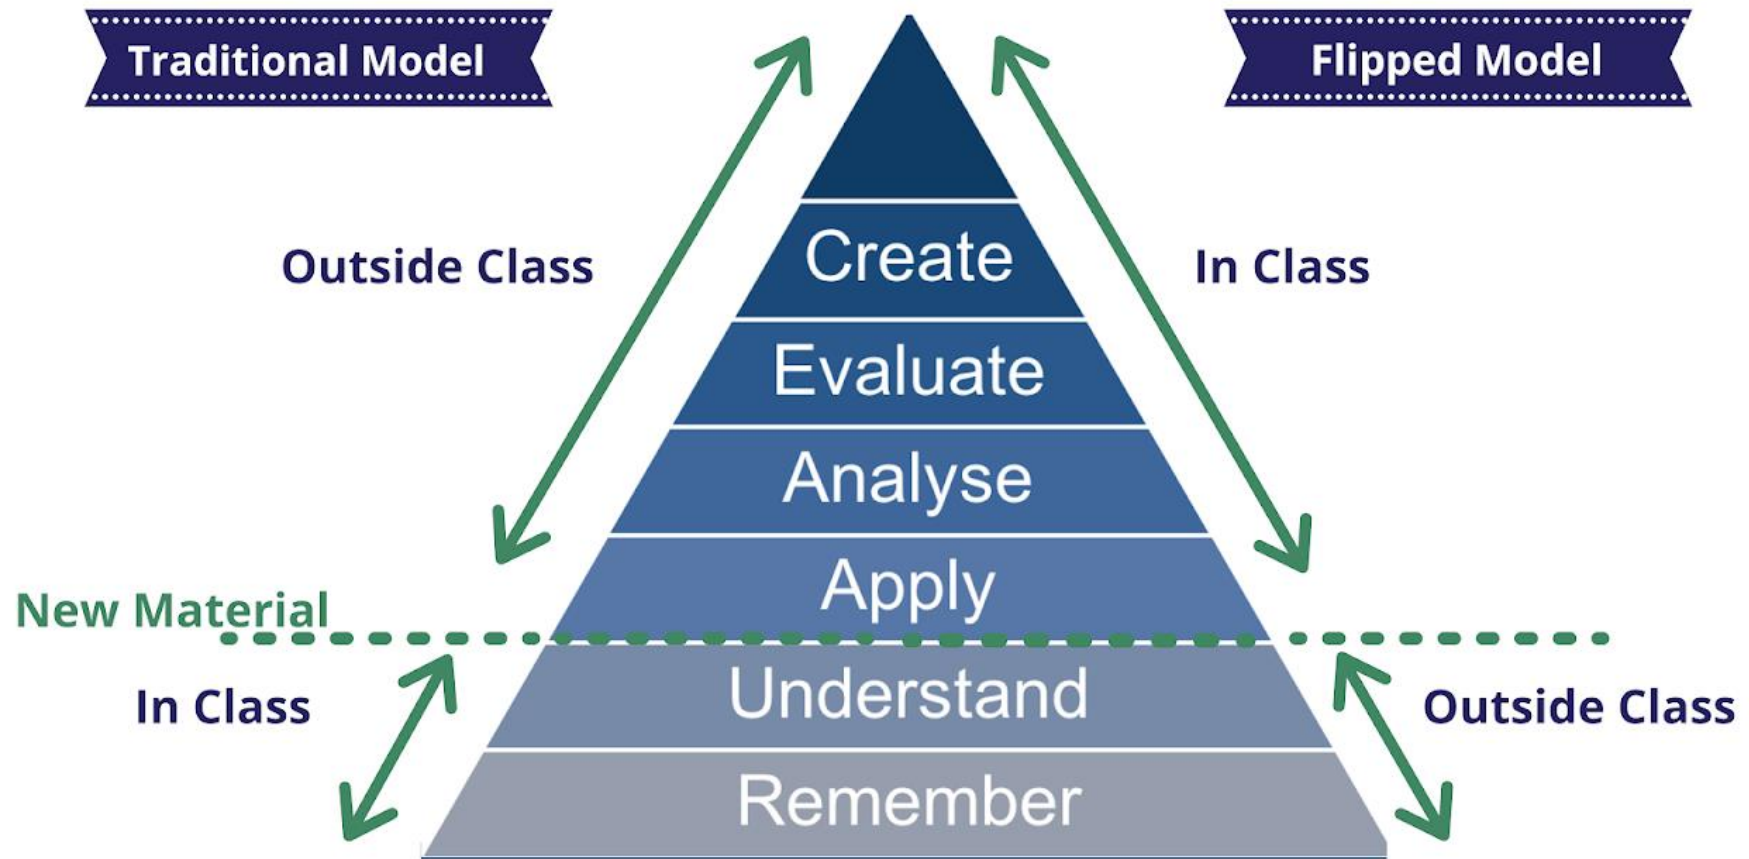 Traditional Model
Flipped Model
Outside Class
Create
In Class
Evaluate
Analyse
Apply
New Material
In Class
Understand
Outside Class
Remember